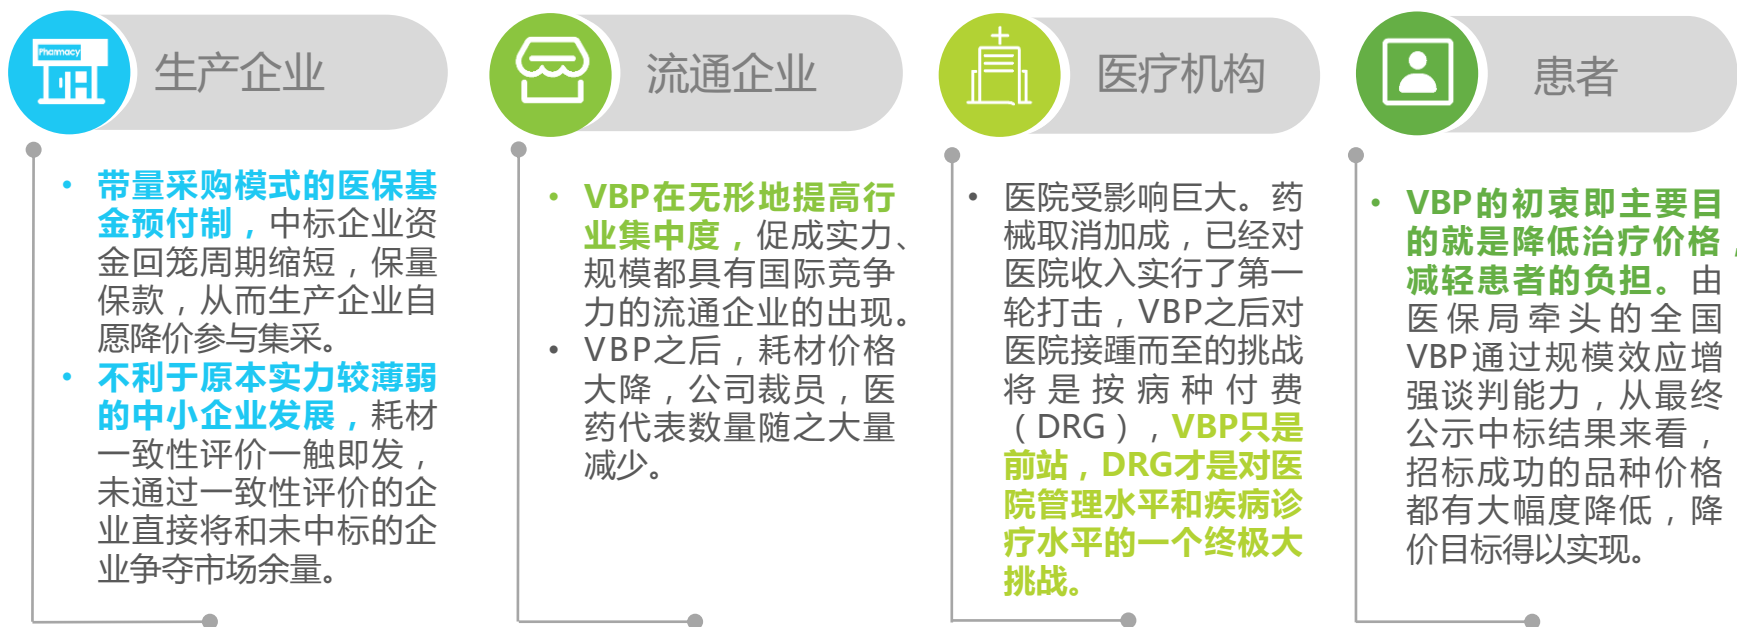 Pharmacy
生产企业
• 带量采购模式的医保基
金预付制，中标企业资
金回笼周期缩短，保量
保款，从而生产企业自
愿降价参与集采。
• 不利于原本实力较薄弱
的中小企业发展，耗材
一致性评价一触即发，
未通过一致性评价的企
业直接将和未中标的企
业争夺市场余量。
流通企业
• VBP在无形地提高行
业集中度，促成实力、
规模都具有国际竞争
力的流通企业的出现。
• VBP之后，耗材价格
大降，公司裁员，医
药代表数量随之大量
减少。
医疗机构
• 医院受影响巨大。药
械取消加成，已经对
医院收入实行了第一
轮打击，VBP之后对
医院接踵而至的挑战
将是按病种付费
（DRG），VBP只是
前站，DRG才是对医
院管理水平和疾病诊
疗水平的一个终极大
挑战。
患者
• VBP的初衷即主要目
的就是降低治疗价格，
减轻患者的负担。由
医保局牵头的全国
VBP通过规模效应增
强谈判能力，从最终
公示中标结果来看，
招标成功的品种价格
都有大幅度降低，降
价目标得以实现。